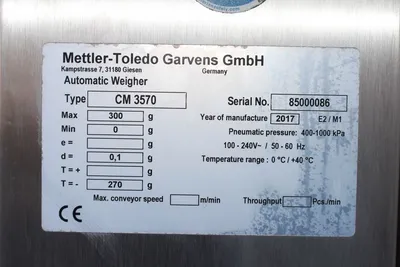 Mettler-Toledo Garvens GmbH
Kampstrasse 7, 31180 Giesen Germany
Automatic Weigher
Type CM 3570 Serial No. 85000086
Max 300 g Year of manufacture 2017 E2 / M1
Min 0 g Pneumatic pressure: 400-1000 kPa
e = g 100 - 240V~ / 50 - 60 Hz
d = 0,1 g Temperature range : 0 °C / +40 °C
T = + g
T = - 270 g
Max. conveyor speed m/min Throughput Pcs./min
CE